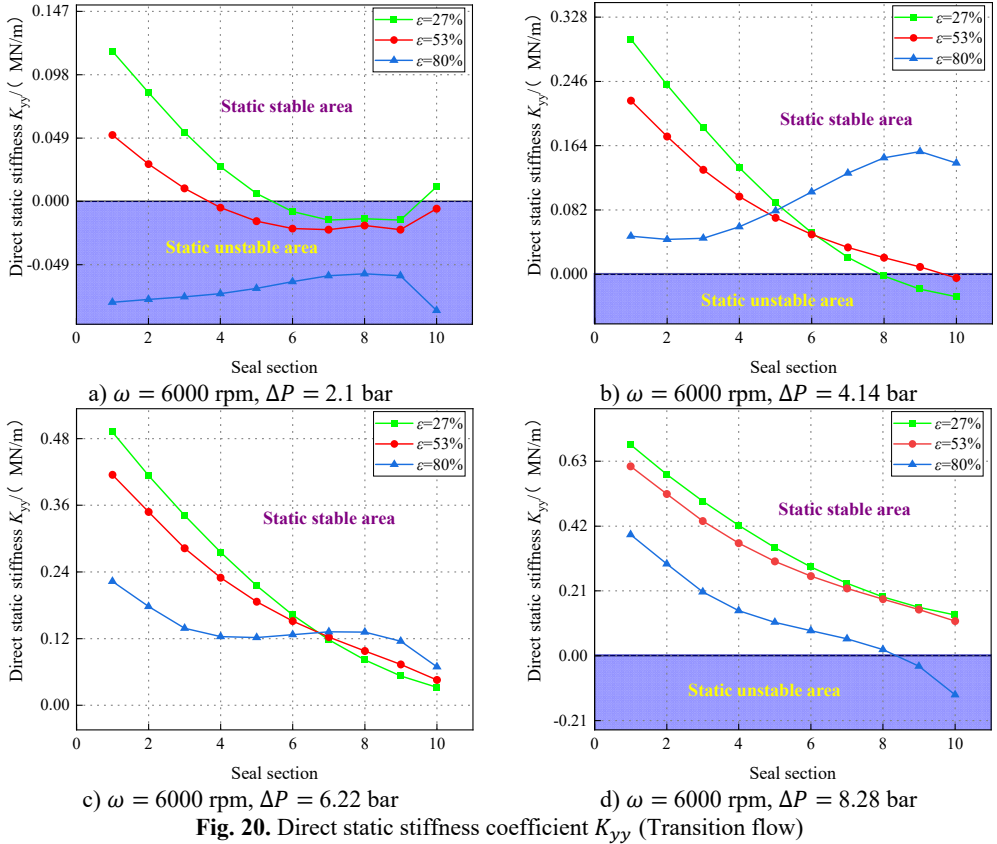 0.147
0.098
0.049
0.000
-0.049
Direct static stiffness Kyy/( MN/m)
ε=27%
ε=53%
ε=80%
Static stable area
Static unstable area
0 2 4 6 8 10
Seal section
a) ω = 6000 rpm, ΔP = 2.1 bar
0.328
0.246
0.164
0.082
0.000
Direct static stiffness Kyy/( MN/m)
ε=27%
ε=53%
ε=80%
Static stable area
Static unstable area
0 2 4 6 8 10
Seal section
b) ω = 6000 rpm, ΔP = 4.14 bar
0.48
0.36
0.24
0.12
0.00
Direct static stiffness Kyy/( MN/m)
ε=27%
ε=53%
ε=80%
Static stable area
0 2 4 6 8 10
Seal section
c) ω = 6000 rpm, ΔP = 6.22 bar
0.63
0.42
0.21
0.00
-0.21
Direct static stiffness Kyy/( MN/m)
ε=27%
ε=53%
ε=80%
Static stable area
Static unstable area
0 2 4 6 8 10
Seal section
d) ω = 6000 rpm, ΔP = 8.28 bar
Fig. 20. Direct static stiffness coefficient Kyy (Transition flow)